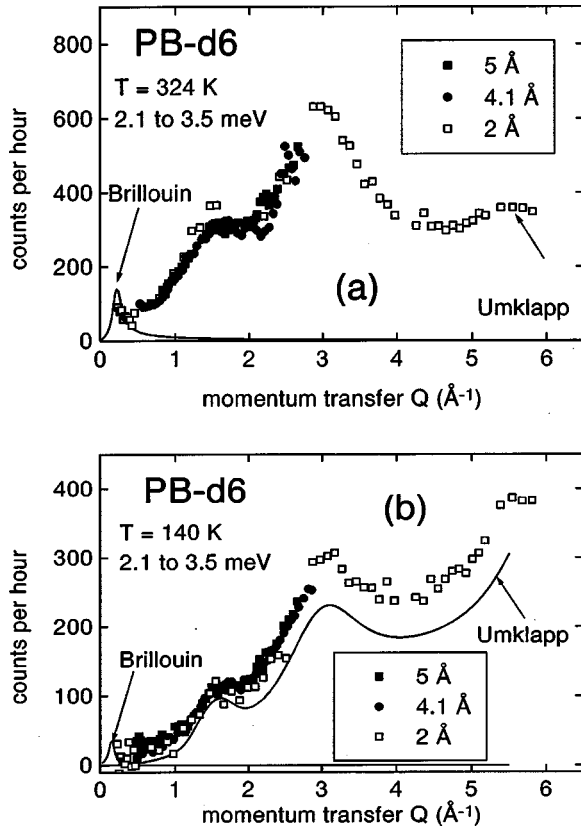 PB-d6
T = 324 K
2.1 to 3.5 meV
5 Å
4.1 Å
2 Å
Brillouin
(a)
Umklapp
counts per hour
800
600
400
200
0
0 1 2 3 4 5 6
momentum transfer Q (Å-1)
PB-d6
T = 140 K
2.1 to 3.5 meV
(b)
Brillouin
Umklapp
5 Å
4.1 Å
2 Å
counts per hour
400
300
200
100
0
0 1 2 3 4 5 6
momentum transfer Q (Å-1)